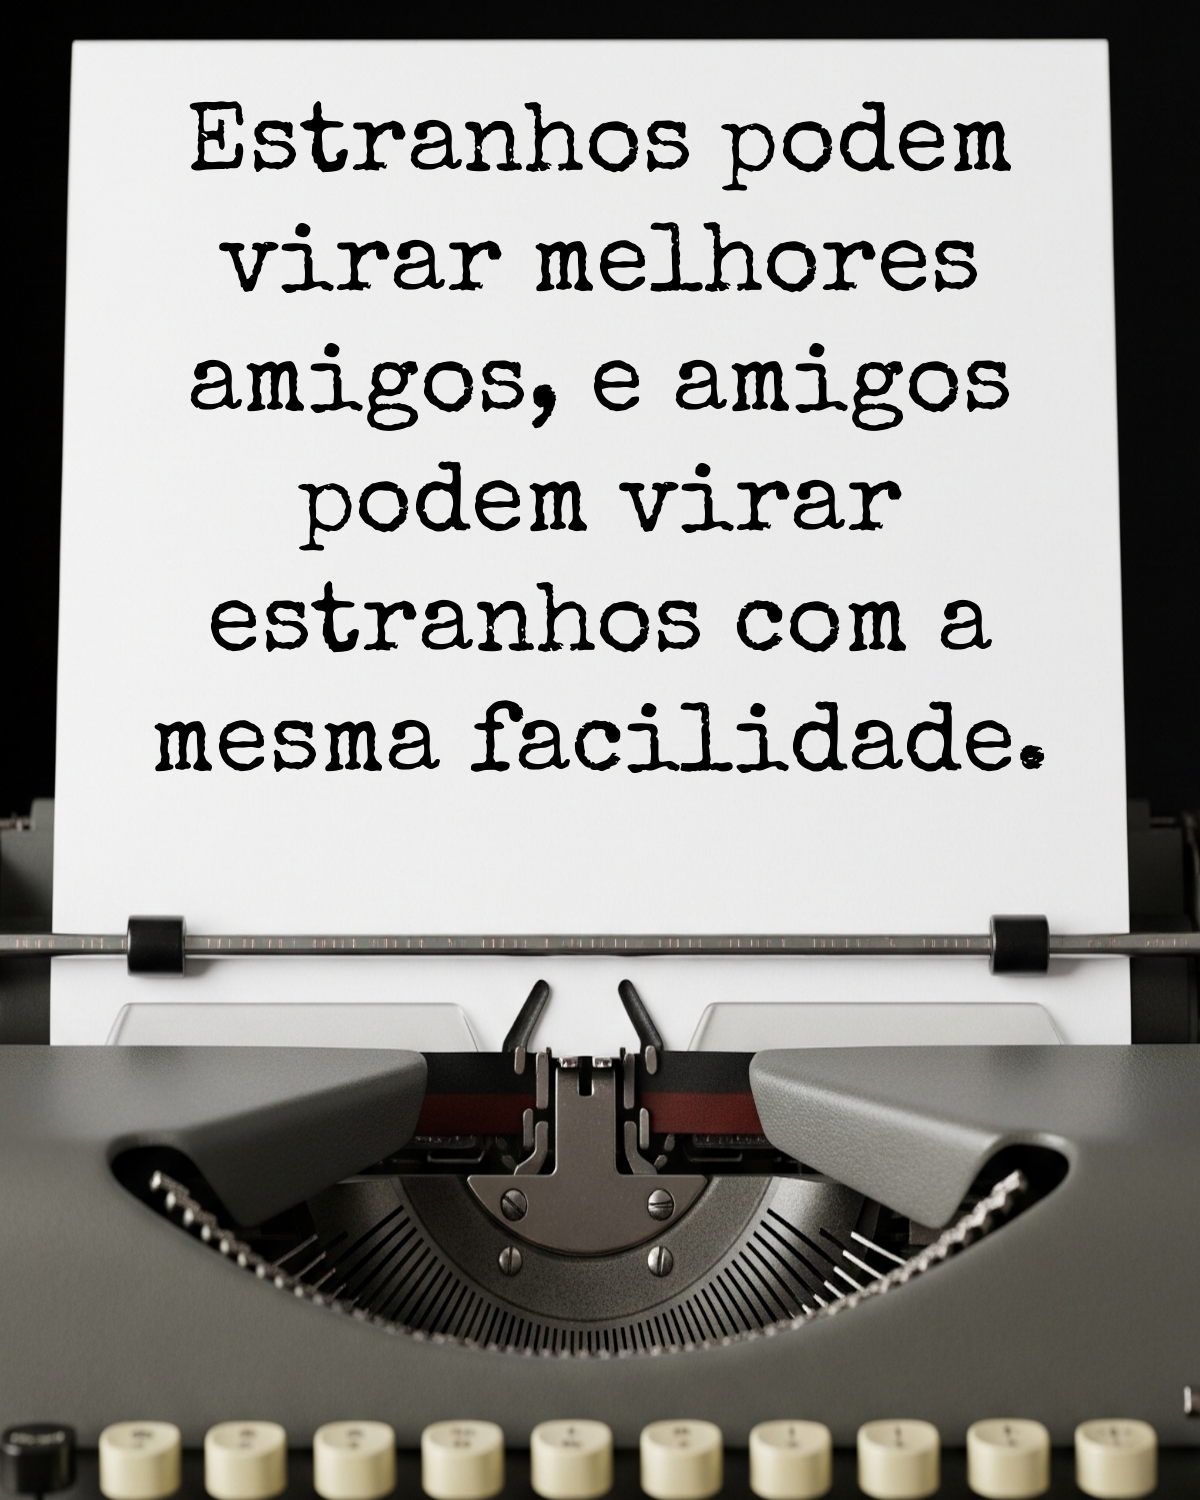 Estranhos podem
virar melhores
amigos, e amigos
podem virar
estranhos com a
mesma facilidade.